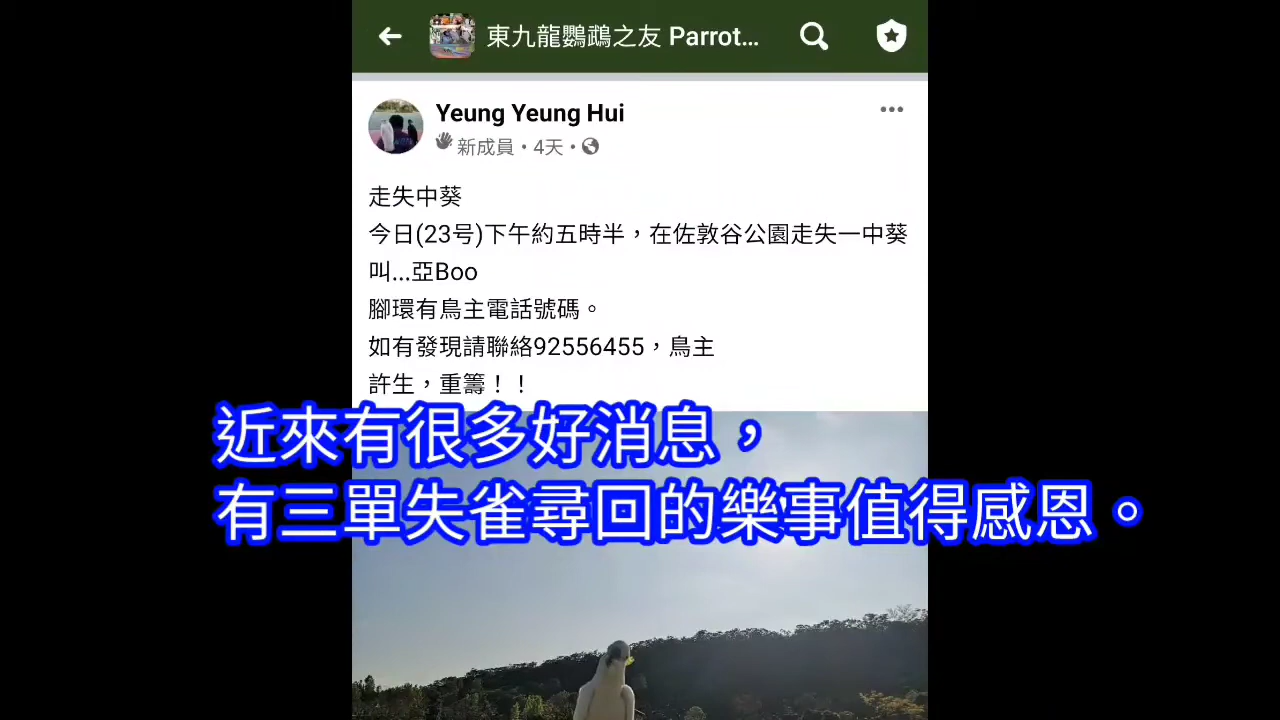 東九龍鸚鵡之友 Parrot...
Yeung Yeung Hui
新成員・4天・
走失中葵
今日(23号)下午約五時半，在佐敦谷公園走失一中葵
叫...亞Boo
腳環有鳥主電話號碼。
如有發現請聯絡92556455，鳥主
許生，重籌！！
近來有很多好消息，
有三單失雀尋回的樂事值得感恩。